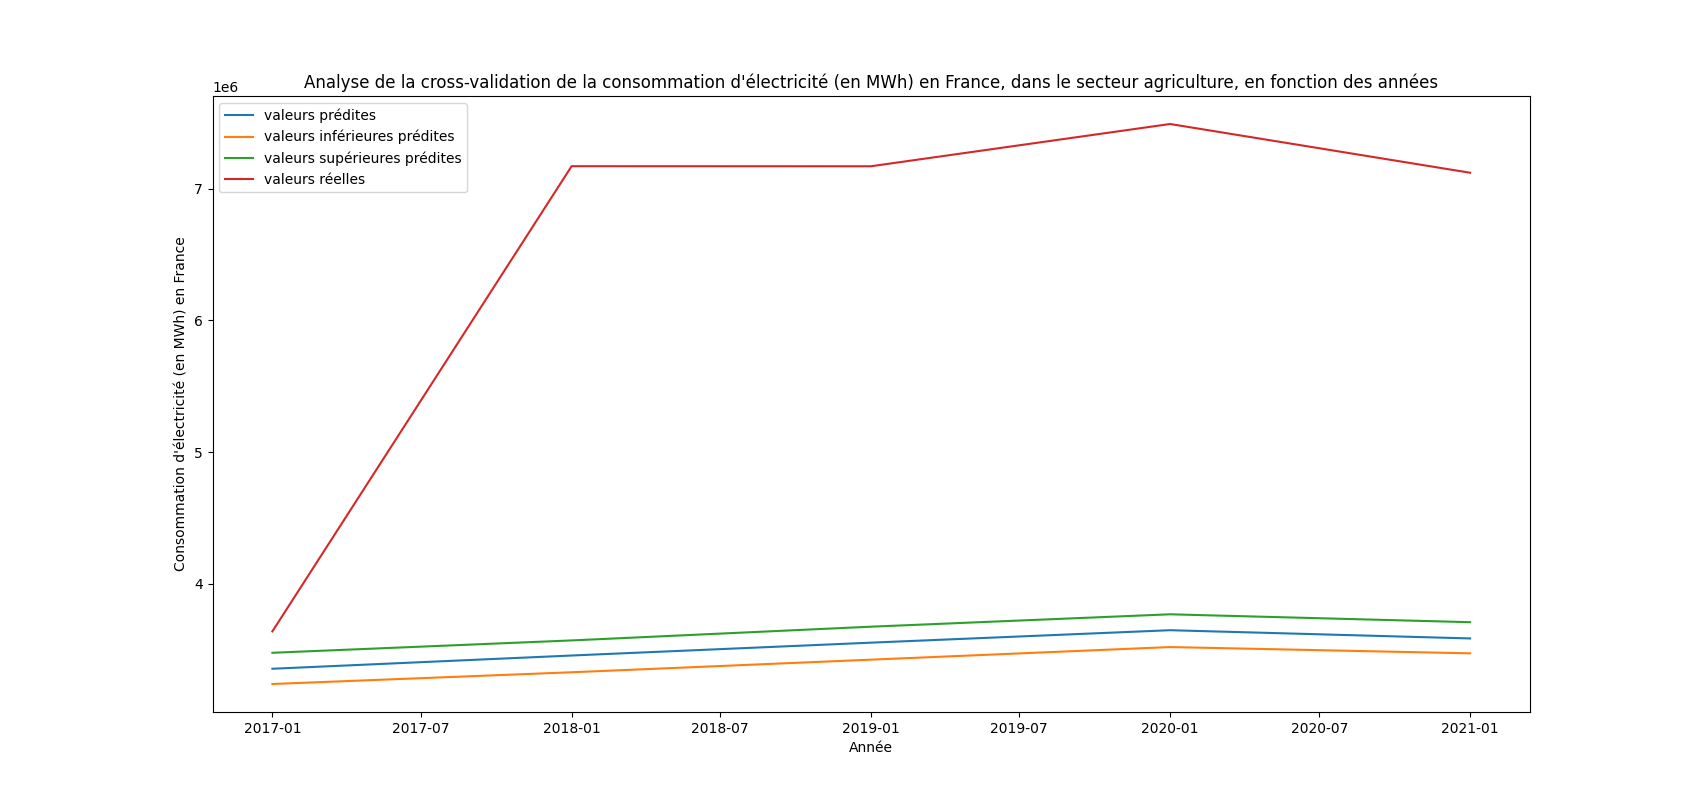 Analyse de la cross-validation de la consommation d'électricité (en MWh) en France, dans le secteur agriculture, en fonction des années
1e6
valeurs prédites
valeurs inférieures prédites
valeurs supérieures prédites
valeurs réelles
7
6
5
4
Consommation d'électricité (en MWh) en France
2017-01 2017-07 2018-01 2018-07 2019-01 2019-07 2020-01 2020-07 2021-01
Année